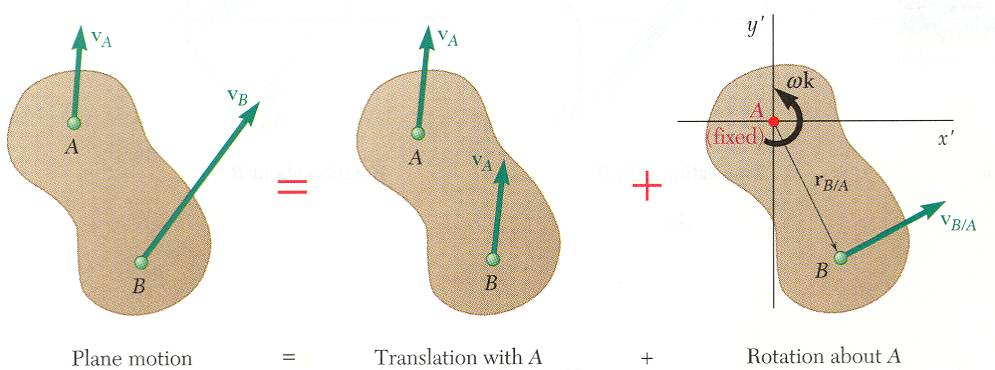 v_A
v_B
A
B
=
v_A
A
v_A
B
+
y′
ωk
A
(fixed)
x′
r_B/A
v_B/A
B
Plane motion = Translation with A + Rotation about A